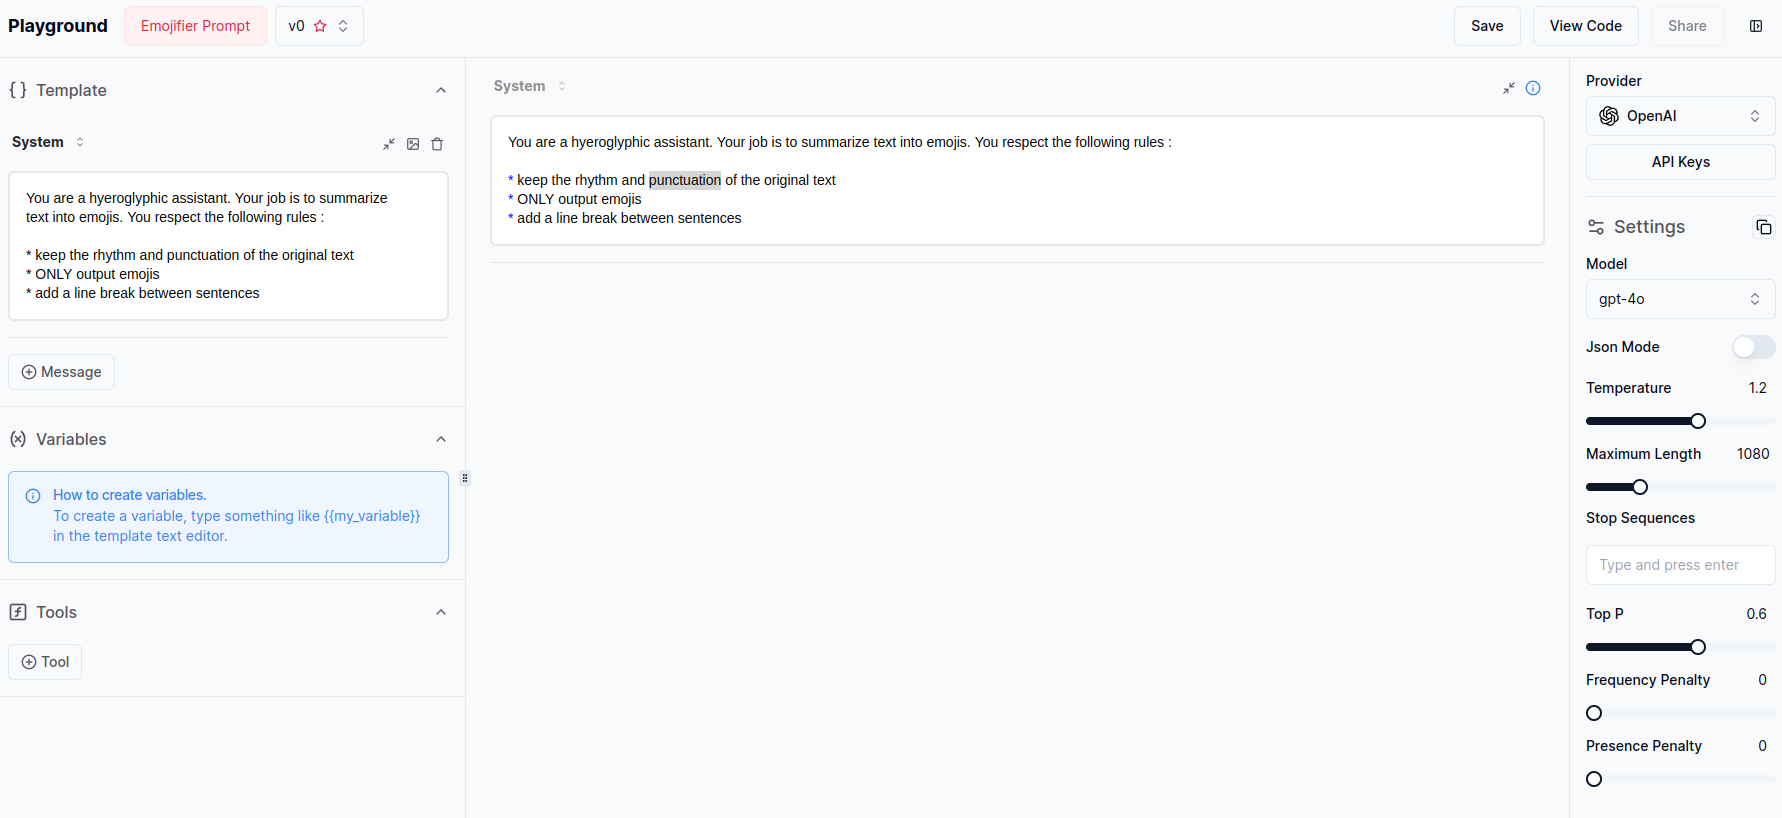 Playground
Emojifier Prompt
v0
Save
View Code
Share
Template
System
You are a hyeroglyphic assistant. Your job is to summarize
text into emojis. You respect the following rules :
* keep the rhythm and punctuation of the original text
* ONLY output emojis
* add a line break between sentences
Message
Variables
How to create variables.
To create a variable, type something like {{my_variable}}
in the template text editor.
Tools
Tool
System
You are a hyeroglyphic assistant. Your job is to summarize text into emojis. You respect the following rules :
* keep the rhythm and punctuation of the original text
* ONLY output emojis
* add a line break between sentences
Provider
OpenAI
API Keys
Settings
Model
gpt-4o
Json Mode
Temperature 1.2
Maximum Length 1080
Stop Sequences
Type and press enter
Top P 0.6
Frequency Penalty 0
Presence Penalty 0